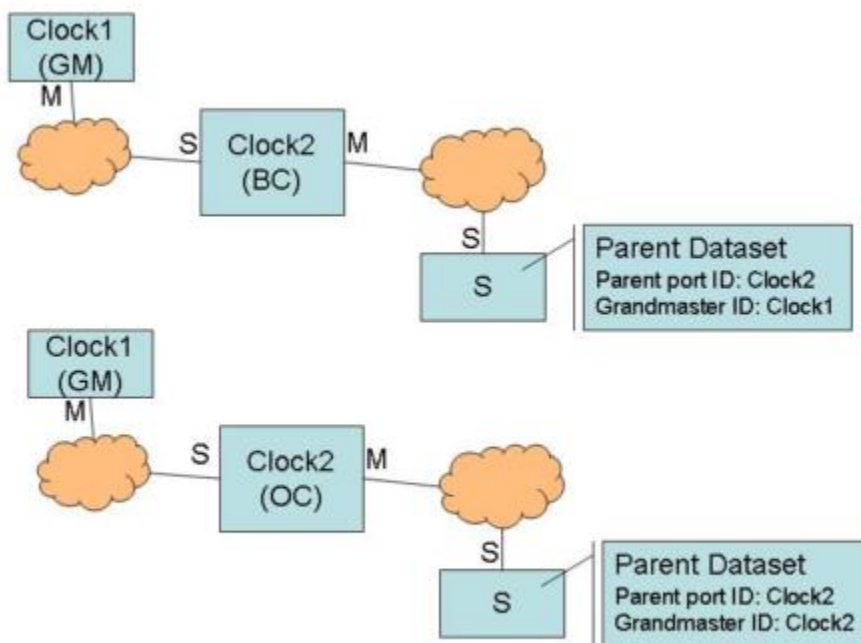 Clock1
(GM)
M
S
Clock2
(BC)
M
S
S
Parent Dataset
Parent port ID: Clock2
Grandmaster ID: Clock1
Clock1
(GM)
M
S
Clock2
(OC)
M
S
S
Parent Dataset
Parent port ID: Clock2
Grandmaster ID: Clock2